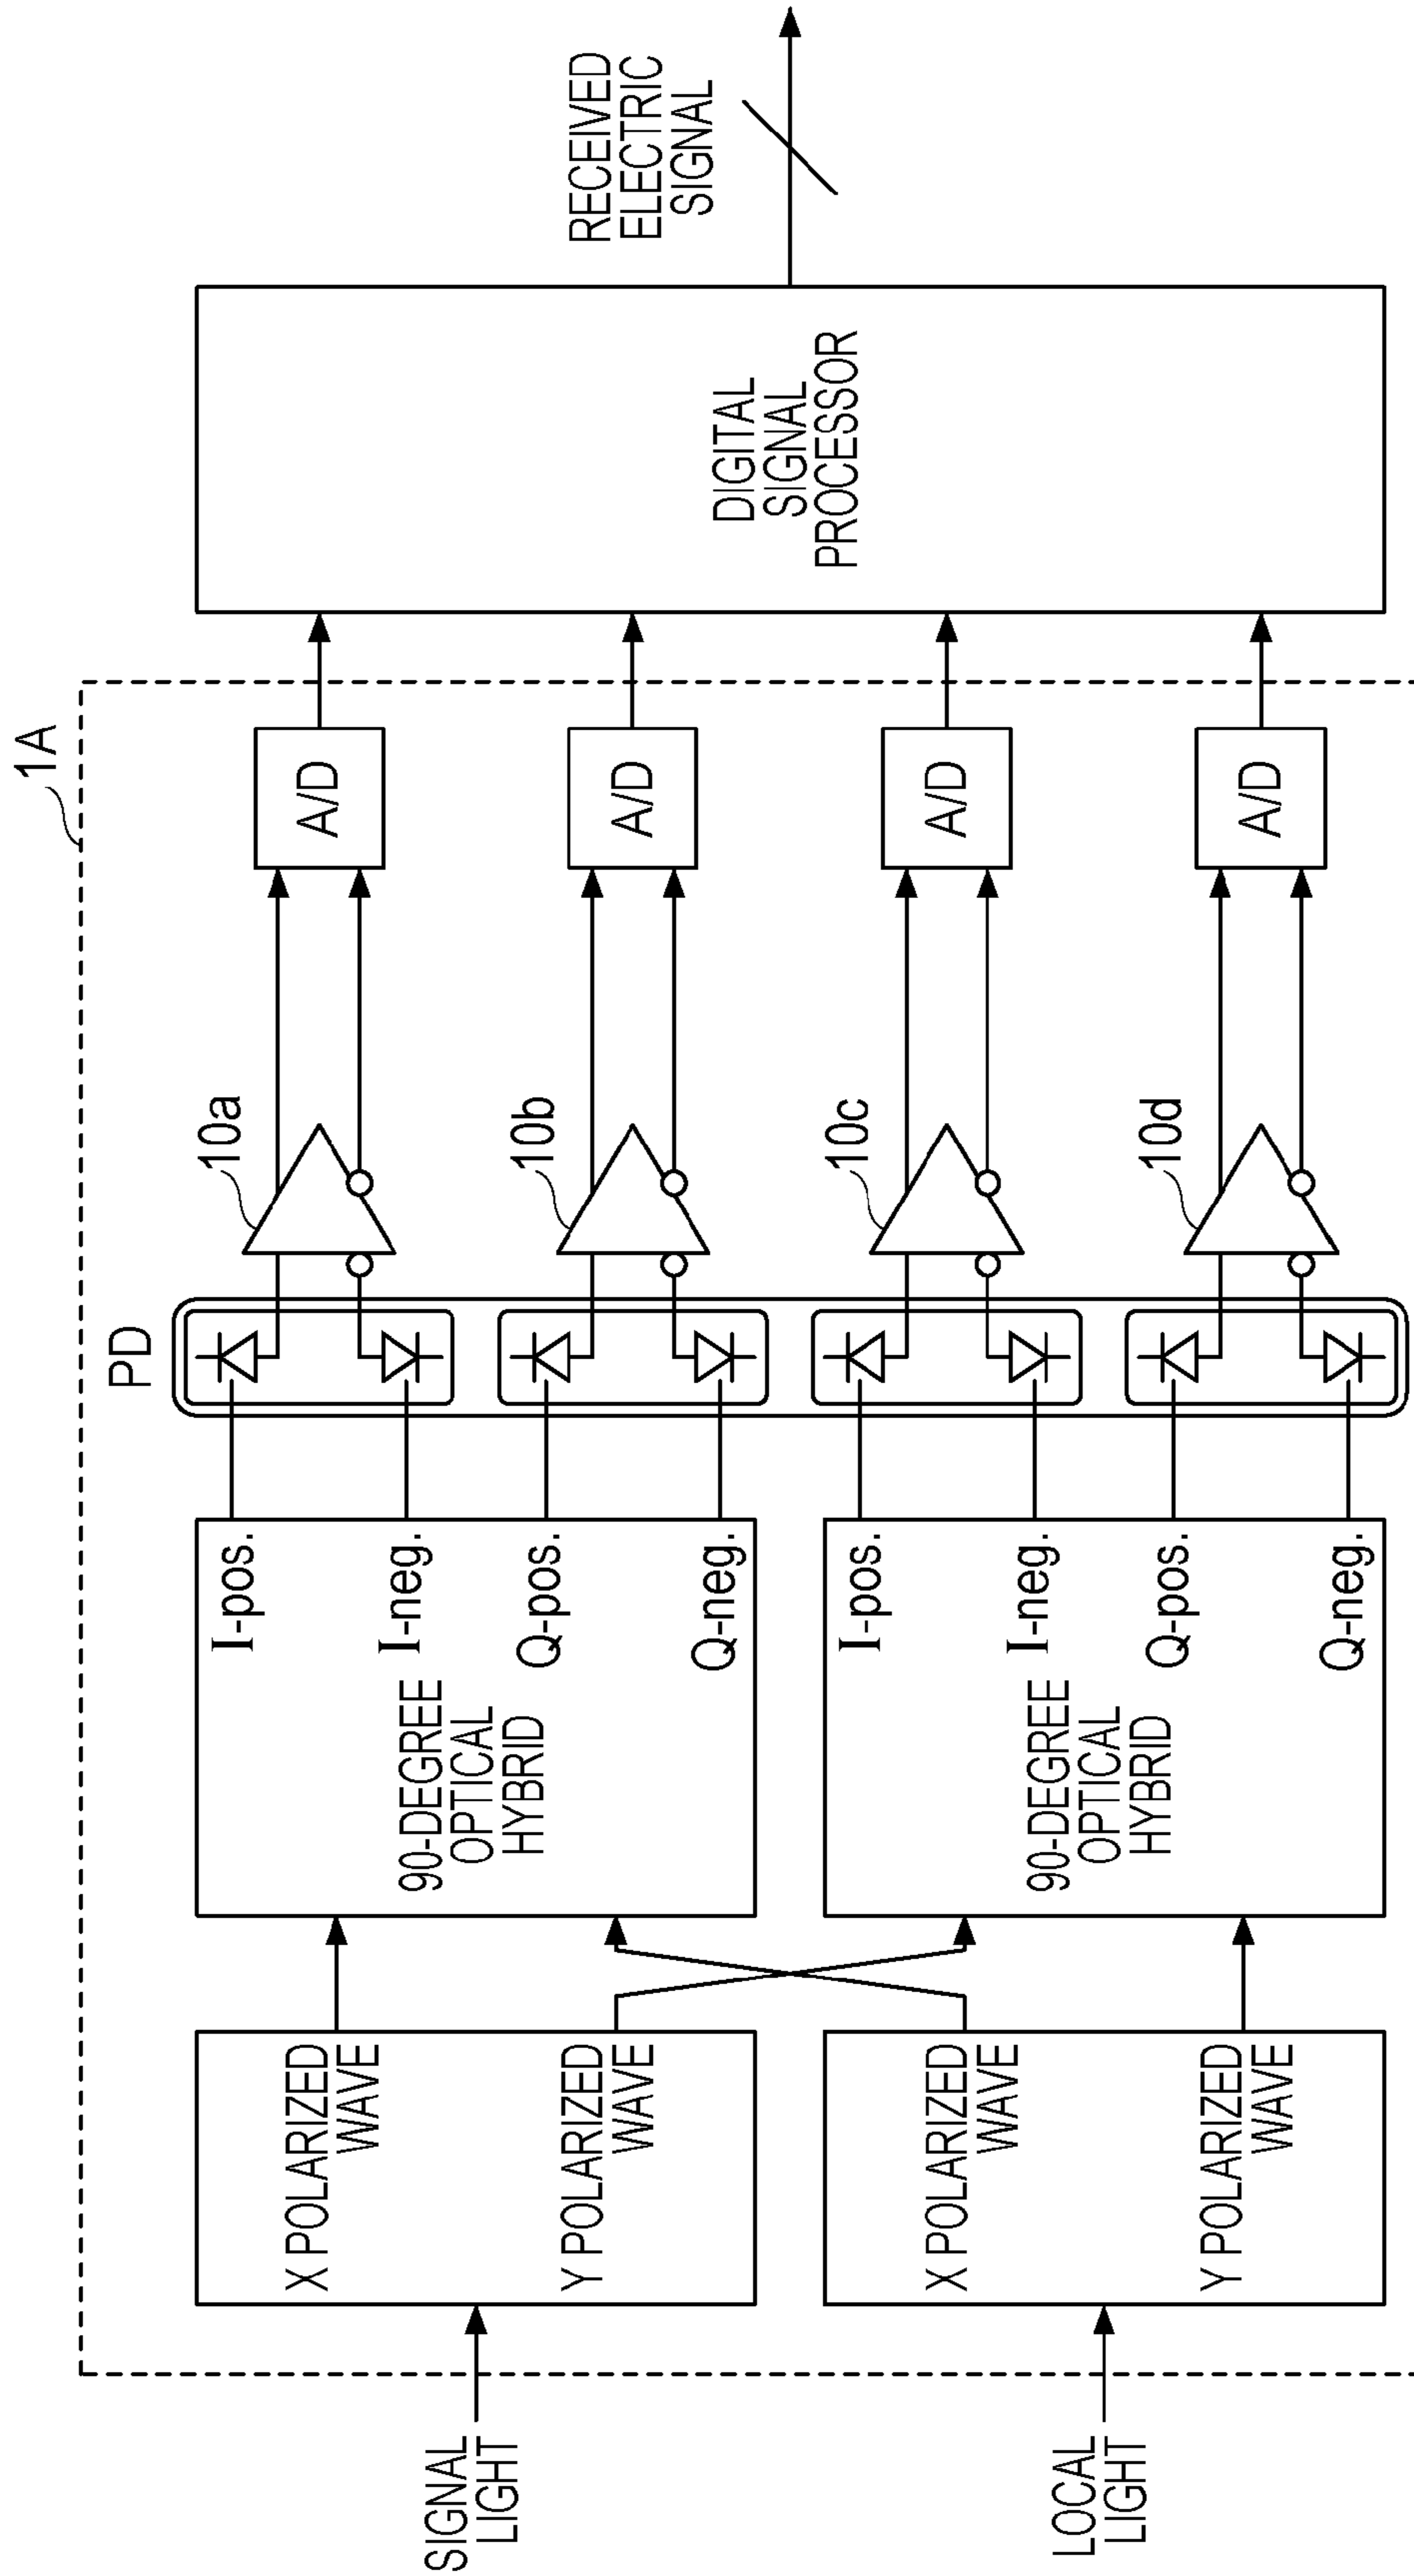 1A
SIGNAL
LIGHT
LOCAL
LIGHT
X POLARIZED
WAVE
Y POLARIZED
WAVE
X POLARIZED
WAVE
Y POLARIZED
WAVE
90-DEGREE
OPTICAL
HYBRID
I-pos.
I-neg.
Q-pos.
Q-neg.
90-DEGREE
OPTICAL
HYBRID
I-pos.
I-neg.
Q-pos.
Q-neg.
PD
10a
10b
10c
10d
A/D
A/D
A/D
A/D
DIGITAL
SIGNAL
PROCESSOR
RECEIVED
ELECTRIC
SIGNAL